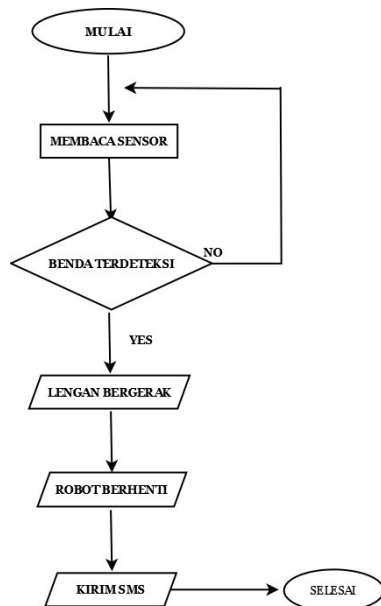 MULAI
MEMBACA SENSOR
BENDA TERDETEKSI
NO
YES
LENGAN BERGERAK
ROBOT BERHENTI
KIRIM SMS
SELESAI